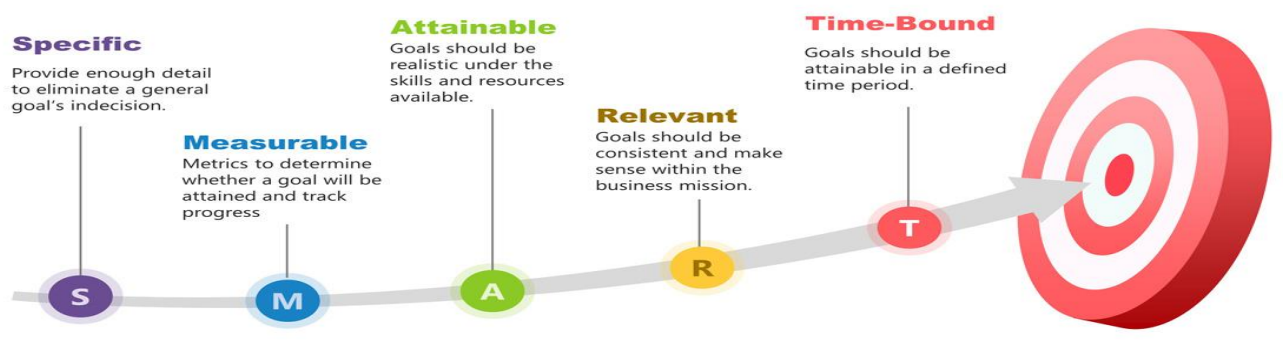 Specific
Provide enough detail
to eliminate a general
goal's indecision.
Measurable
Metrics to determine
whether a goal will be
attained and track
progress
Attainable
Goals should be
realistic under the
skills and resources
available.
Relevant
Goals should be
consistent and make
sense within the
business mission.
Time-Bound
Goals should be
attainable in a defined
time period.
S
M
A
R
T